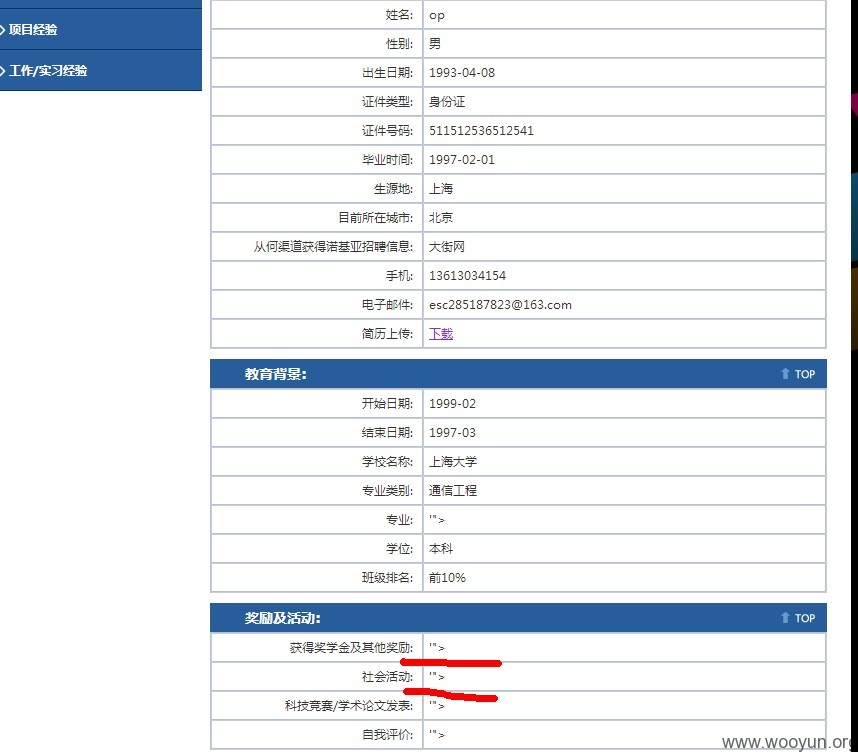 项目经验
工作/实习经验
姓名: op
性别: 男
出生日期: 1993-04-08
证件类型: 身份证
证件号码: 511512536512541
毕业时间: 1997-02-01
生源地: 上海
目前所在城市: 北京
从何渠道获得诺基亚招聘信息: 大街网
手机: 13613034154
电子邮件: esc285187823@163.com
简历上传: 下载
教育背景: TOP
开始日期: 1999-02
结束日期: 1997-03
学校名称: 上海大学
专业类别: 通信工程
专业: '">
学位: 本科
班级排名: 前10%
奖励及活动: TOP
获得奖学金及其他奖励: '">
社会活动: '">
科技竞赛/学术论文发表: '">
自我评价: '">
www.wooyun.org